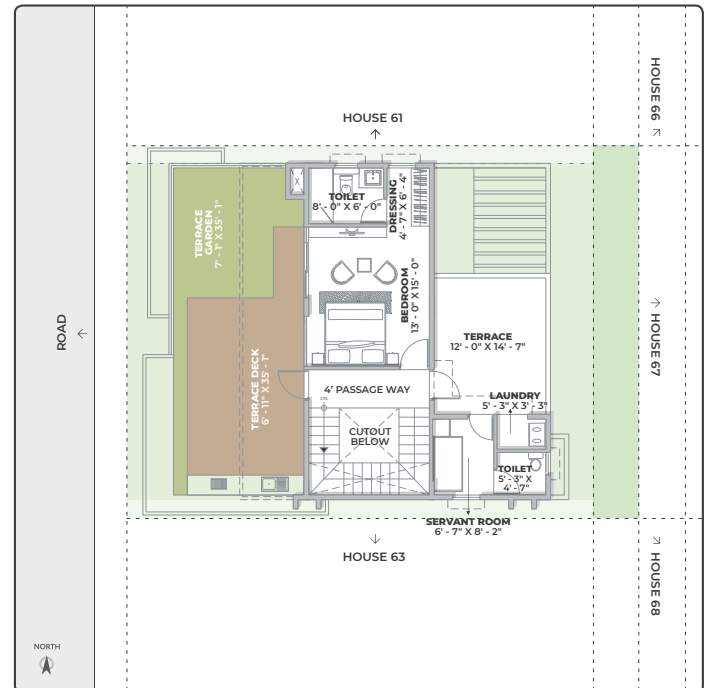 HOUSE 61
HOUSE 66
TOILET
8' - 0" X 6' - 0"
DRESSING
4' - 7" X 6' - 4"
TERRACE
GARDEN
7' - 1" X 35' - 1"
BEDROOM
13' - 0" X 15' - 0"
ROAD
HOUSE 67
TERRACE
12' - 0" X 14' - 7"
TERRACE DECK
6' - 11" X 35' - 1"
4' PASSAGE WAY
LAUNDRY
5' - 3" X 3' - 3"
DN
CUTOUT
BELOW
TOILET
5' - 3" X
4' - 7"
SERVANT ROOM
6' - 7" X 8' - 2"
HOUSE 63
HOUSE 68
NORTH